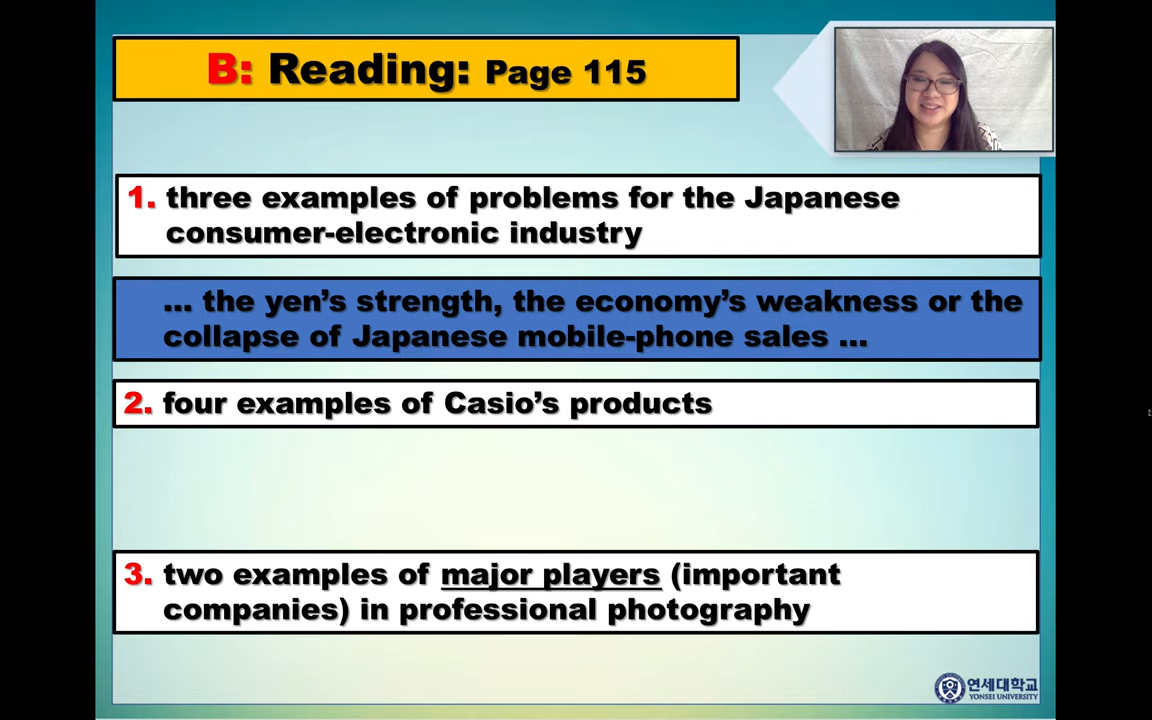 B: Reading: Page 115
1. three examples of problems for the Japanese
consumer-electronic industry
... the yen’s strength, the economy’s weakness or the
collapse of Japanese mobile-phone sales ...
2. four examples of Casio’s products
3. two examples of major players (important
companies) in professional photography
연세대학교
YONSEI UNIVERSITY